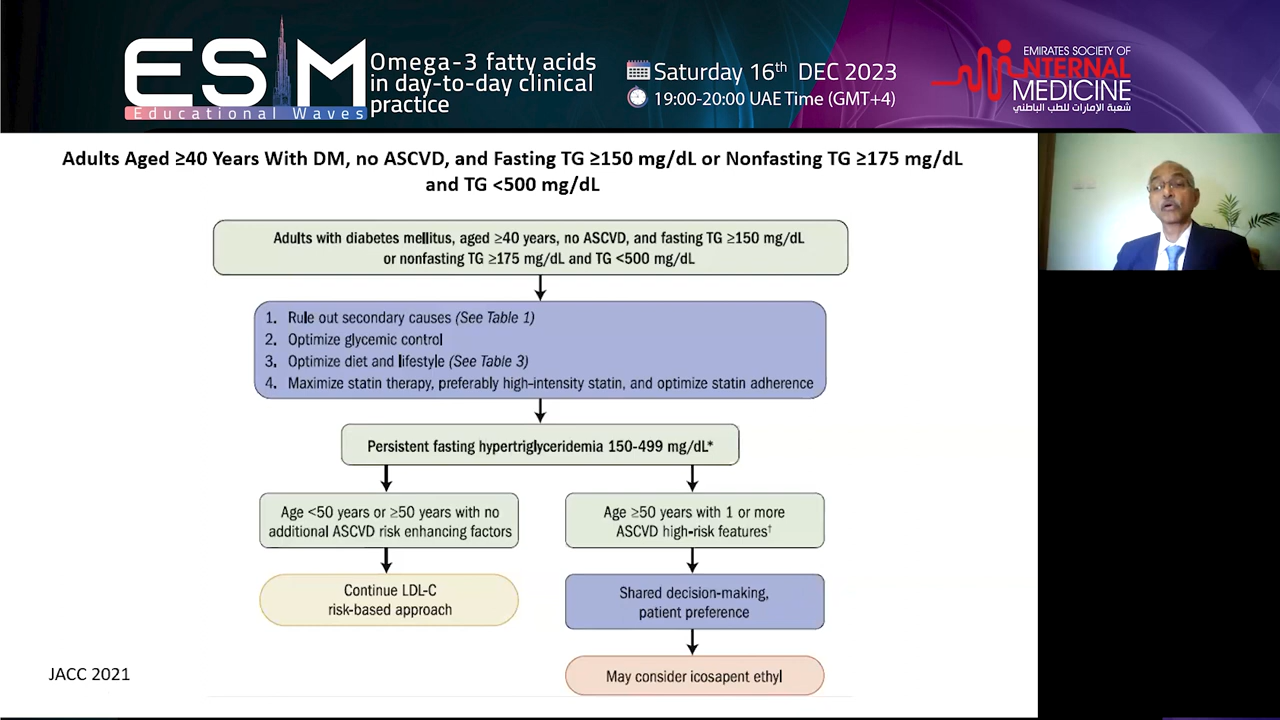 ESIM
Educational Waves
Omega-3 fatty acids
in day-to-day clinical
practice
Saturday 16th DEC 2023
19:00-20:00 UAE Time (GMT+4)
EMIRATES SOCIETY OF
INTERNAL
MEDICINE
شعبة الإمارات للطب الباطني
Adults Aged ≥40 Years With DM, no ASCVD, and Fasting TG ≥150 mg/dL or Nonfasting TG ≥175 mg/dL
and TG <500 mg/dL
Adults with diabetes mellitus, aged ≥40 years, no ASCVD, and fasting TG ≥150 mg/dL
or nonfasting TG ≥175 mg/dL and TG <500 mg/dL
1. Rule out secondary causes (See Table 1)
2. Optimize glycemic control
3. Optimize diet and lifestyle (See Table 3)
4. Maximize statin therapy, preferably high-intensity statin, and optimize statin adherence
Persistent fasting hypertriglyceridemia 150-499 mg/dL*
Age <50 years or ≥50 years with no
additional ASCVD risk enhancing factors
Continue LDL-C
risk-based approach
Age ≥50 years with 1 or more
ASCVD high-risk features†
Shared decision-making,
patient preference
May consider icosapent ethyl
JACC 2021